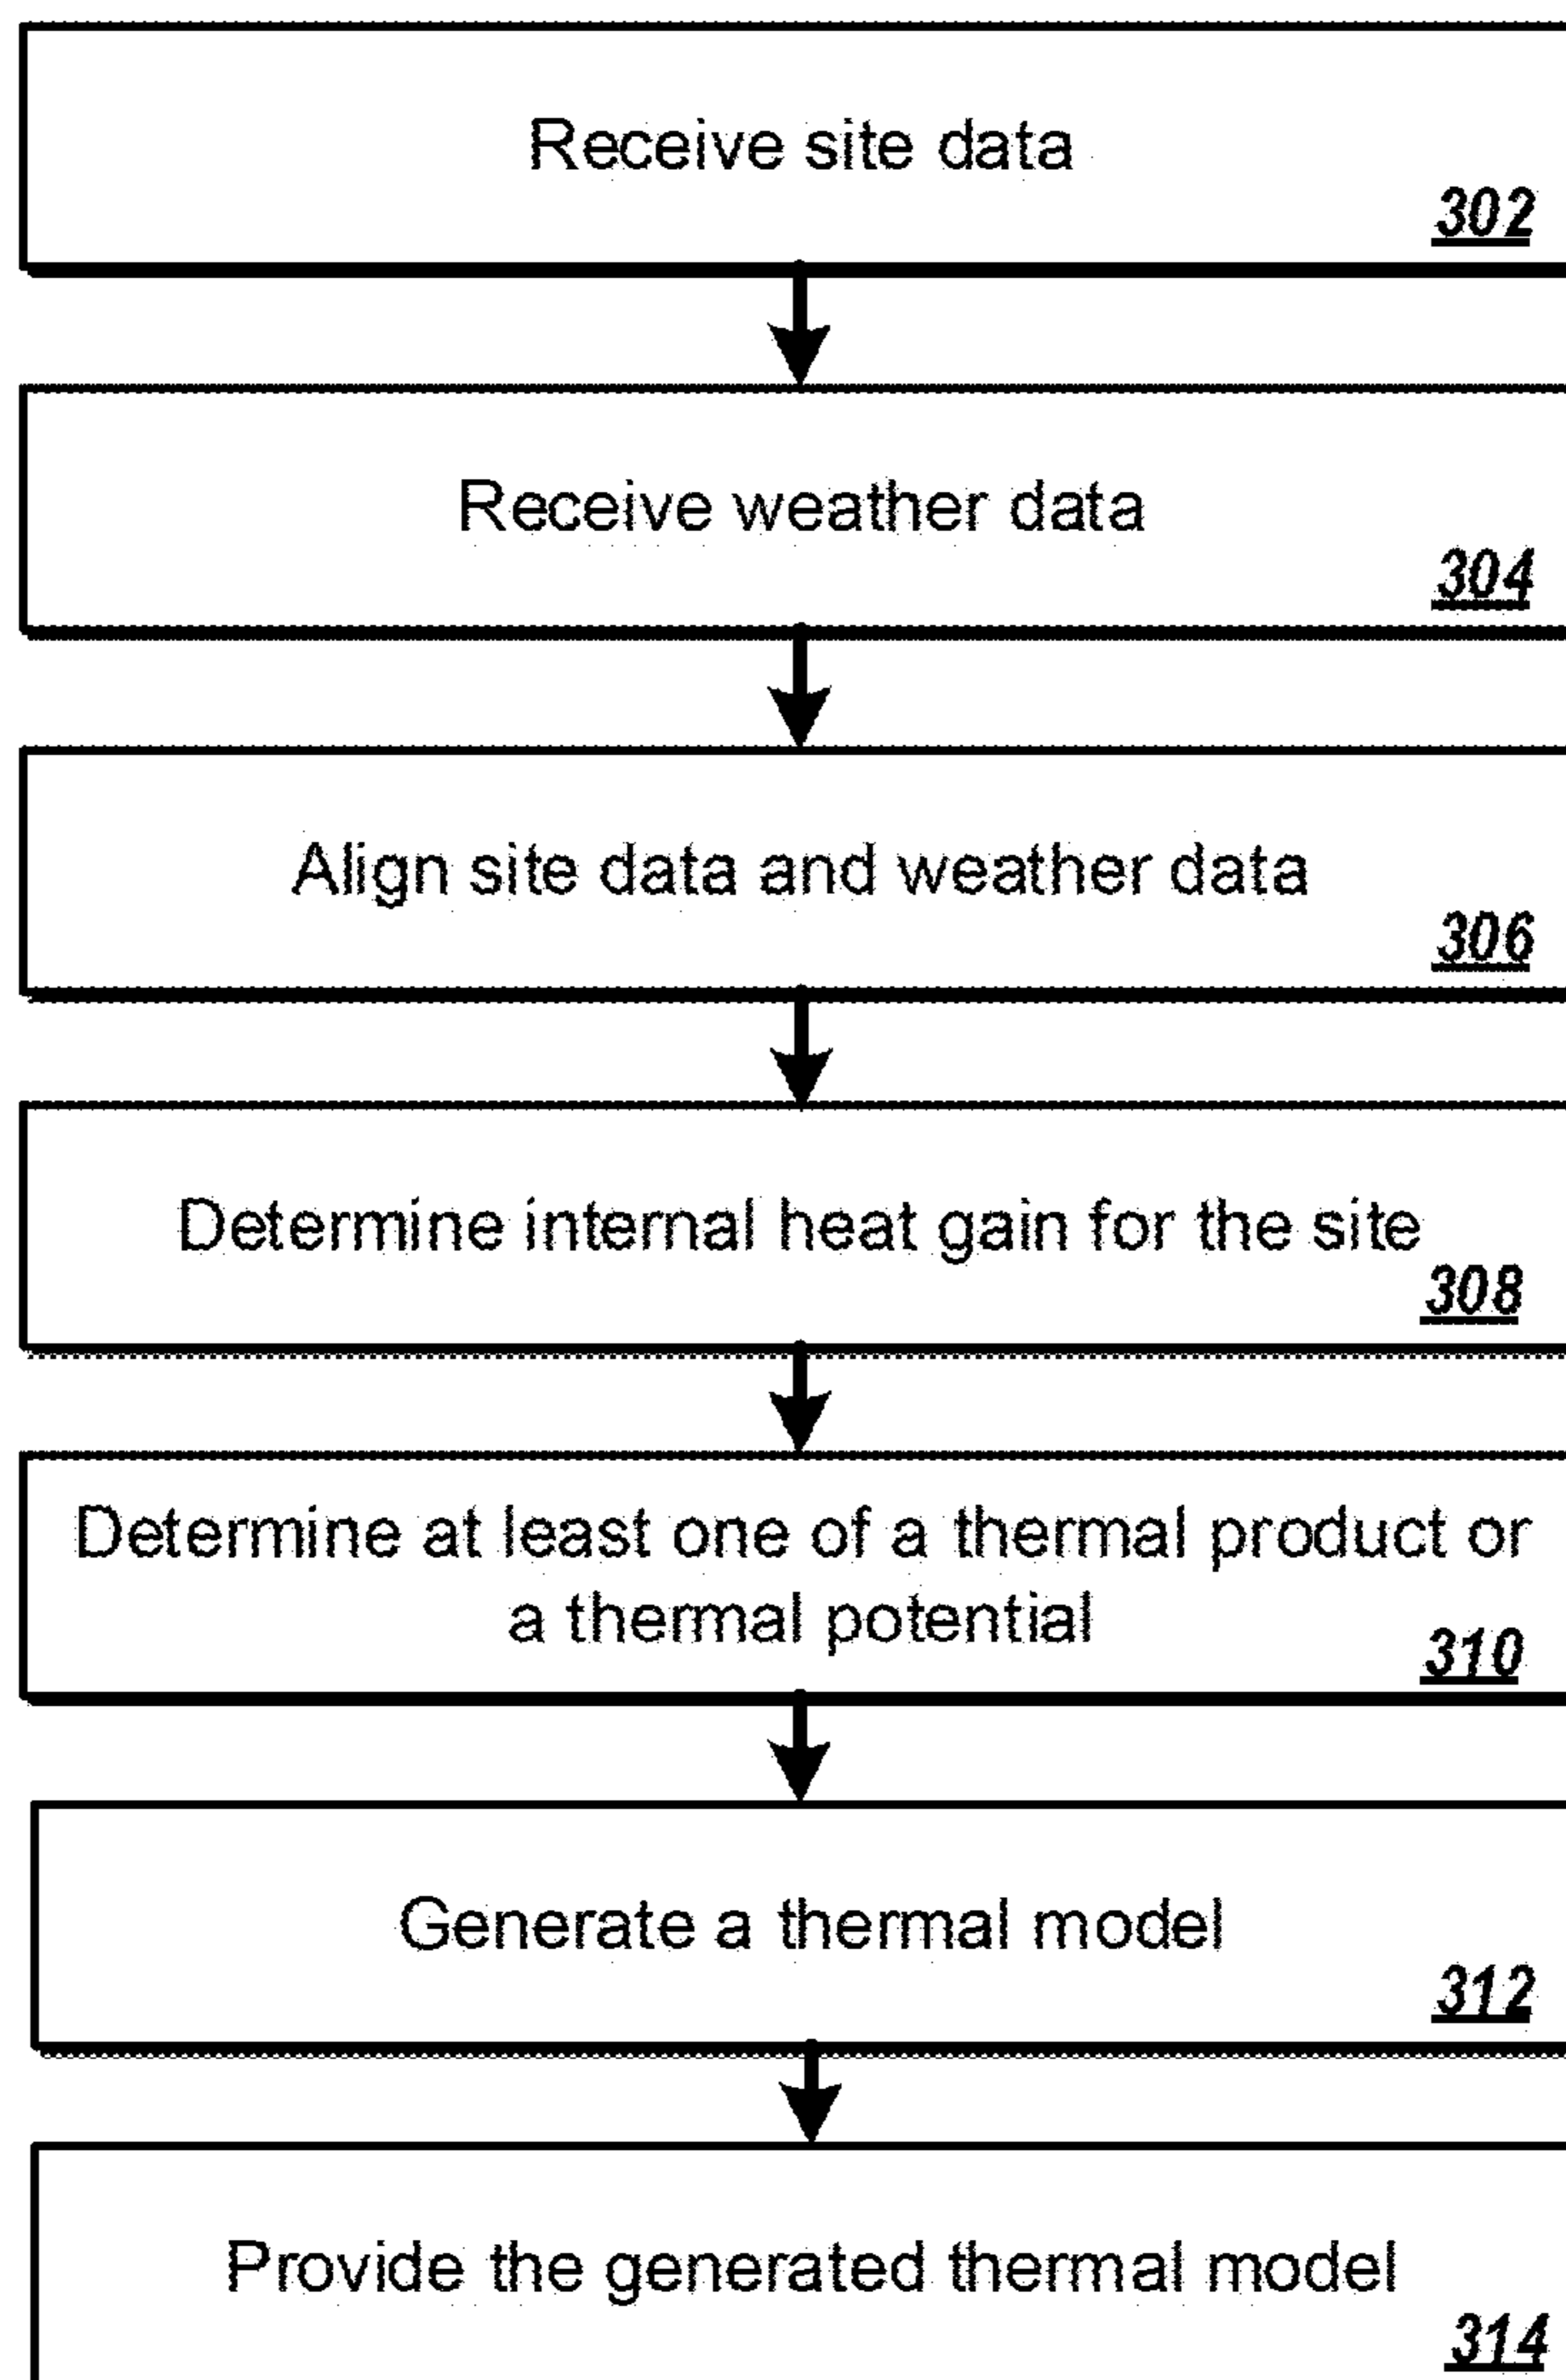 Receive site data
302
Receive weather data
304
Align site data and weather data
306
Determine internal heat gain for the site
308
Determine at least one of a thermal product or
a thermal potential
310
Generate a thermal model
312
Provide the generated thermal model
314